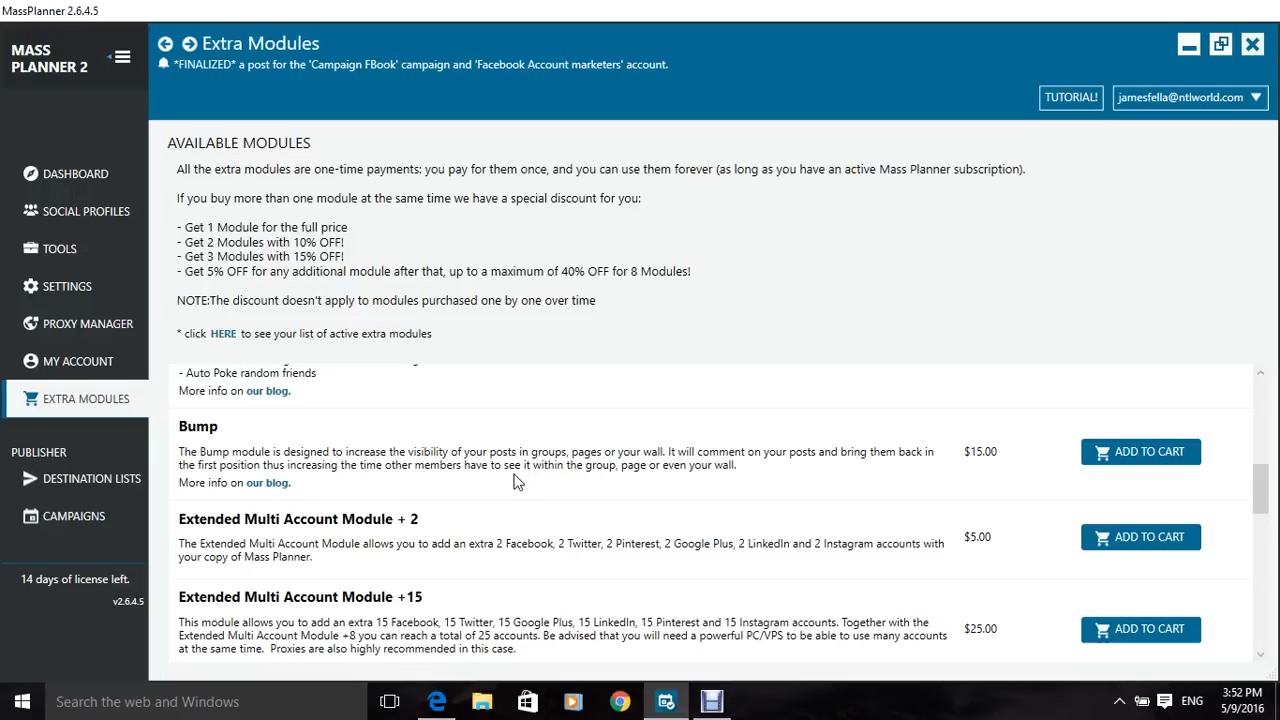 MassPlanner 2.6.4.5
MASS
PLANNER 2
Extra Modules
*FINALIZED* a post for the 'Campaign FBook' campaign and 'Facebook Account marketers' account.
TUTORIAL!
jamesfella@ntlworld.com
DASHBOARD
SOCIAL PROFILES
TOOLS
SETTINGS
PROXY MANAGER
MY ACCOUNT
EXTRA MODULES
PUBLISHER
DESTINATION LISTS
CAMPAIGNS
14 days of license left.
v2.6.4.5
AVAILABLE MODULES
All the extra modules are one-time payments: you pay for them once, and you can use them forever (as long as you have an active Mass Planner subscription).
If you buy more than one module at the same time we have a special discount for you:
- Get 1 Module for the full price
- Get 2 Modules with 10% OFF!
- Get 3 Modules with 15% OFF!
- Get 5% OFF for any additional module after that, up to a maximum of 40% OFF for 8 Modules!
NOTE:The discount doesn't apply to modules purchased one by one over time
* click HERE to see your list of active extra modules
- Auto Poke random friends
More info on our blog.
Bump
The Bump module is designed to increase the visibility of your posts in groups, pages or your wall. It will comment on your posts and bring them back in
the first position thus increasing the time other members have to see it within the group, page or even your wall.
More info on our blog.
$15.00
ADD TO CART
Extended Multi Account Module + 2
The Extended Multi Account Module allows you to add an extra 2 Facebook, 2 Twitter, 2 Pinterest, 2 Google Plus, 2 LinkedIn and 2 Instagram accounts with
your copy of Mass Planner.
$5.00
ADD TO CART
Extended Multi Account Module +15
This module allows you to add an extra 15 Facebook, 15 Twitter, 15 Google Plus, 15 LinkedIn, 15 Pinterest and 15 Instagram accounts. Together with the
Extended Multi Account Module +8 you can reach a total of 25 accounts. Be advised that you will need a powerful PC/VPS to be able to use many accounts
at the same time.  Proxies are also highly recommended in this case.
$25.00
ADD TO CART
Search the web and Windows
ENG
3:52 PM
5/9/2016